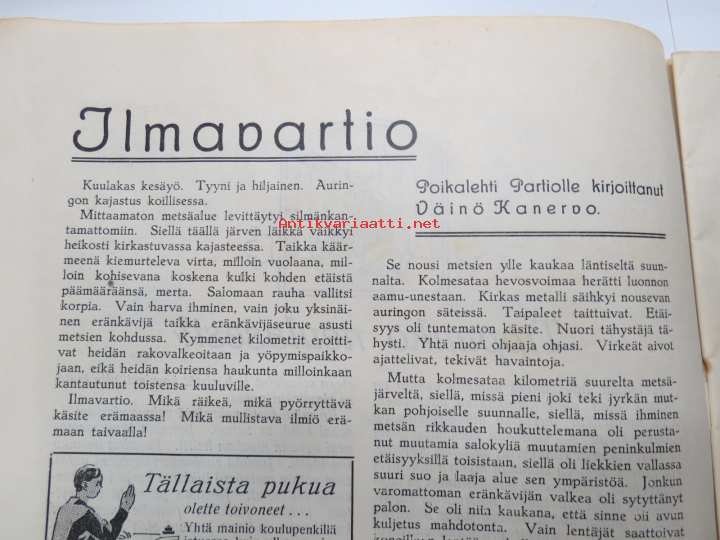 Ilmavartio
Kuulakas kesäyö. Tyyni ja hiljainen. Aurin-
gon kajastus koillisessa.
Mittaamaton metsäalue levittäytyi silmänkan-
tamattomiin. Siellä täällä järven läikkä väikkyi
heikosti kirkastuvassa kajasteessa. Taikka käär-
meenä kiemurteleva virta, milloin vuolaana, mil-
loin kohisevana koskena kulki kohden etäistä
päämääräänsä, merta. Salomaan rauha vallitsi
korpia. Vain harva ihminen, vain joku yksinäi-
nen eränkävijä taikka eränkävijäseurue asusti
metsien kohdussa. Kymmenet kilometrit eroitti-
vat heidän rakovalkeoitaan ja yöpymispaikko-
jaan, eikä heidän koiriensa haukunta milloinkaan
kantautunut toistensa kuuluville.
Ilmavartio. Mikä räikeä, mikä pyörryttävä
käsite erämaassa! Mikä mullistava ilmiö erä-
maan taivaalla!
Tällaista pukua
olette toivoneet . . .
Yhtä mainio koulupenkillä
Poikalehti Partiolle kirjoittanut
Väinö Kanervo.
Se nousi metsien ylle kaukaa läntiseltä suun-
nalta. Kolmesataa hevosvoimaa herätti luonnon
aamu-unestaan. Kirkas metalli säihkyi nousevan
auringon säteissä. Taipaleet taittuivat. Etäi-
syys oli tuntematon käsite. Nuori tähystäjä tä-
hysti. Yhtä nuori ohjaaja ohjasi. Virkeät aivot
ajattelivat, tekivät havaintoja.
Mutta kolmesataa kilometriä suurelta metsä-
järveltä, siellä, missä pieni joki teki jyrkän mut-
kan pohjoiselle suunnalle, siellä, missä ihminen
metsän rikkauden houkuttelemana oli perusta-
nut muutamia salokyliä muutamien peninkulmien
etäisyyksillä toisistaan, siellä oli liekkien vallassa
suuri suo ja laaja alue sen ympäristöä. Jonkun
varomattoman eränkävijän valkea oli sytyttänyt
palon. Se oli niin kaukana, että sinne oli avun
kuljetus mahdotonta. Vain lentäjät saattoivat
Antikvariaatti.net